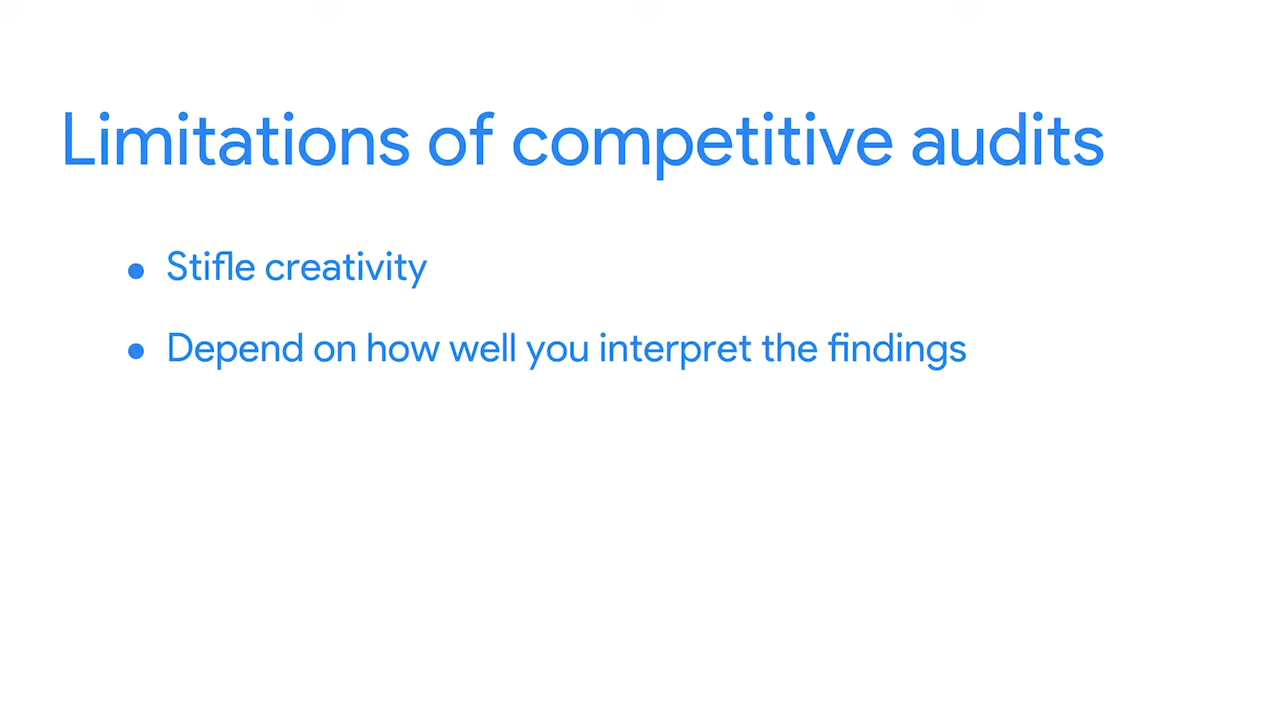 Limitations of competitive audits
• Stifle creativity
• Depend on how well you interpret the findings